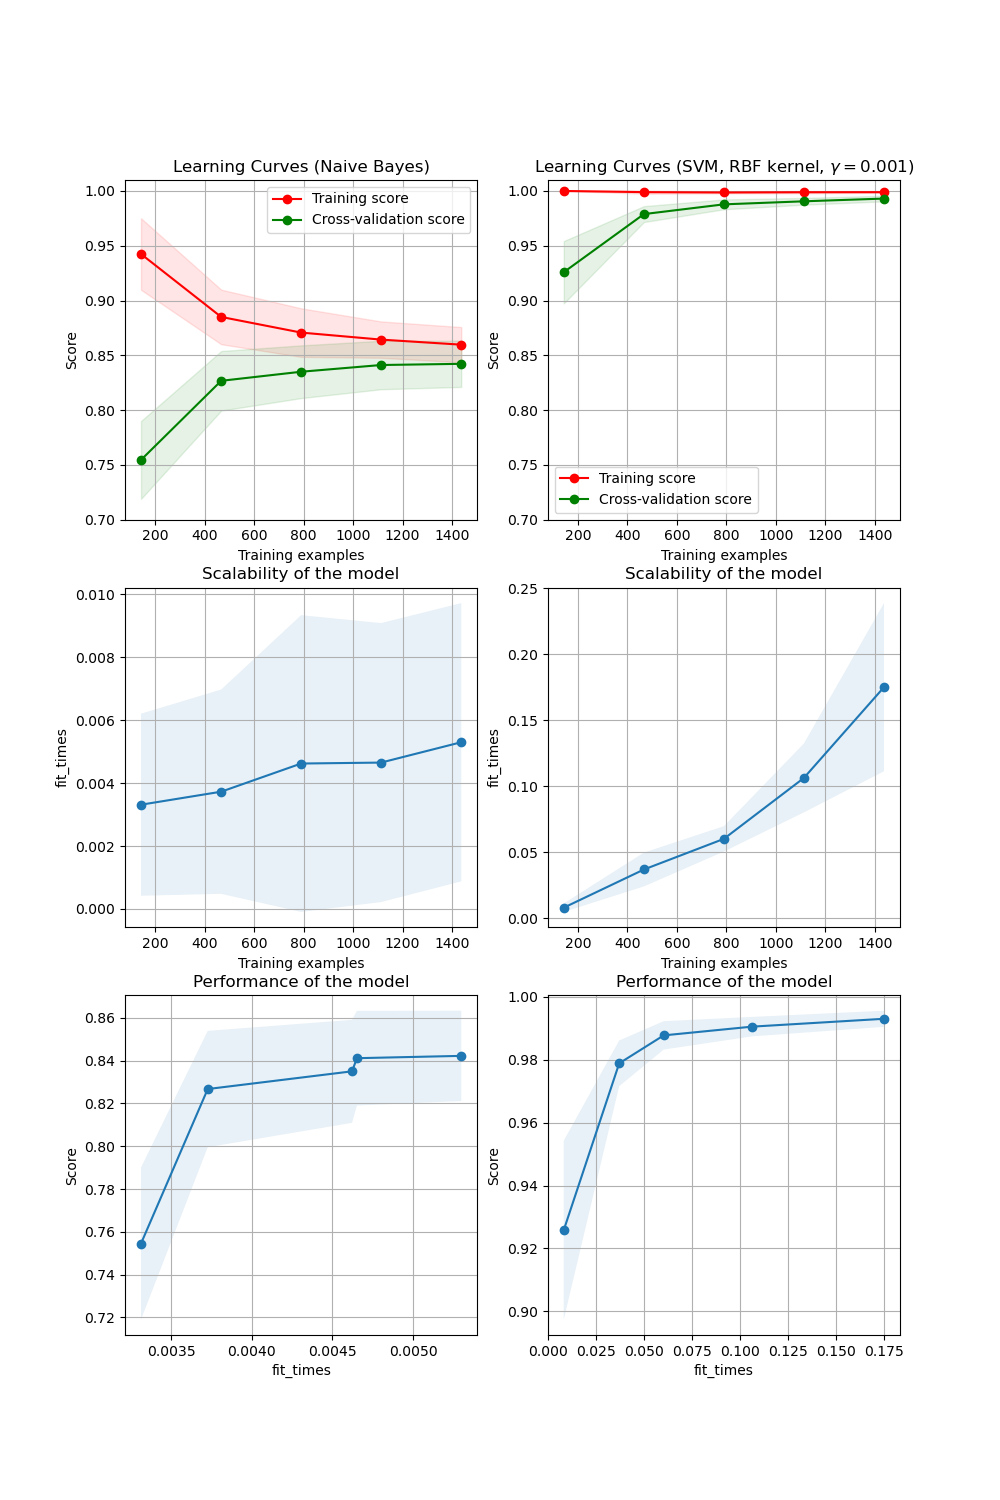 Learning Curves (Naive Bayes)
Score
1.00
0.95
0.90
0.85
0.80
0.75
0.70
Training score
Cross-validation score
200 400 600 800 1000 1200 1400
Training examples
Learning Curves (SVM, RBF kernel, γ = 0.001)
Score
1.00
0.95
0.90
0.85
0.80
0.75
0.70
Training score
Cross-validation score
200 400 600 800 1000 1200 1400
Training examples
Scalability of the model
fit_times
0.010
0.008
0.006
0.004
0.002
0.000
200 400 600 800 1000 1200 1400
Training examples
Scalability of the model
fit_times
0.25
0.20
0.15
0.10
0.05
0.00
200 400 600 800 1000 1200 1400
Training examples
Performance of the model
Score
0.86
0.84
0.82
0.80
0.78
0.76
0.74
0.72
0.0035 0.0040 0.0045 0.0050
fit_times
Performance of the model
Score
1.00
0.98
0.96
0.94
0.92
0.90
0.000 0.025 0.050 0.075 0.100 0.125 0.150 0.175
fit_times